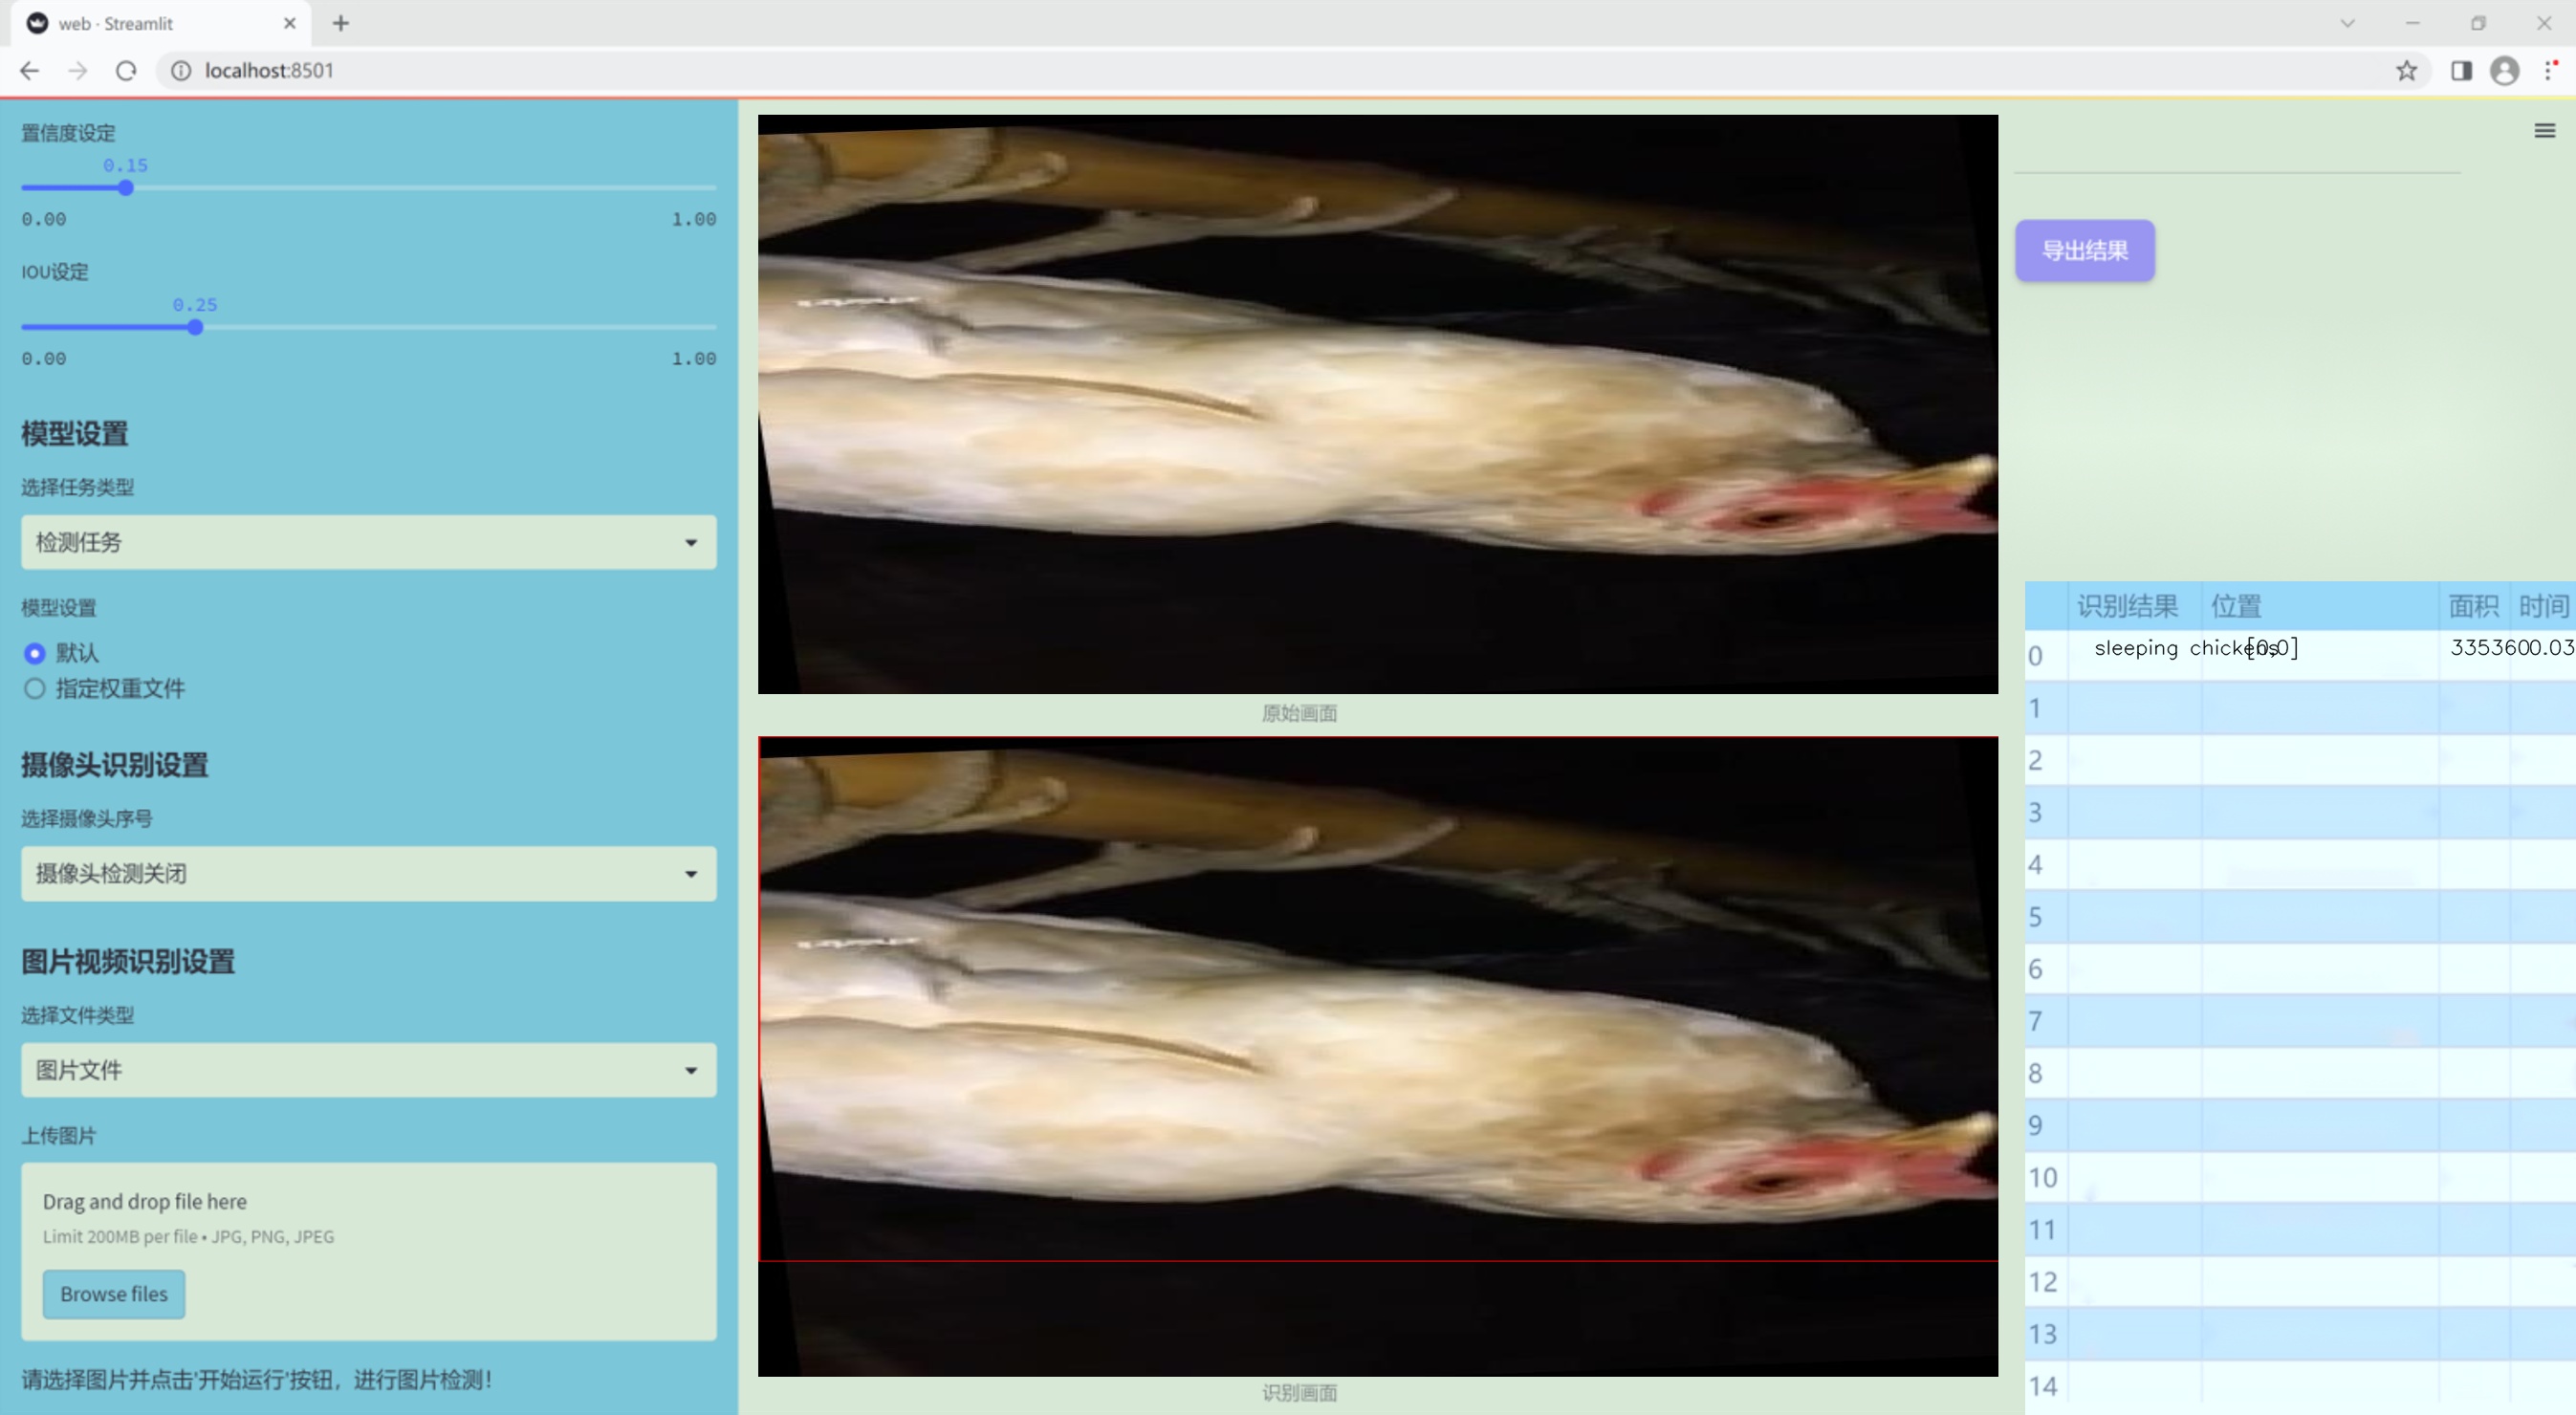 web · Streamlit
localhost:8501
置信度设定
0.15
0.00 1.00
IOU设定
0.25
0.00 1.00
模型设置
选择任务类型
检测任务
模型设置
默认
指定权重文件
摄像头识别设置
选择摄像头序号
摄像头检测关闭
图片视频识别设置
选择文件类型
图片文件
上传图片
Drag and drop file here
Limit 200MB per file • JPG, PNG, JPEG
Browse files
请选择图片并点击'开始运行'按钮，进行图片检测！
原始画面
识别画面
导出结果
识别结果 位置 面积 时间
0 sleeping chickens [0,0] 3353600.03
1
2
3
4
5
6
7
8
9
10
11
12
13
14